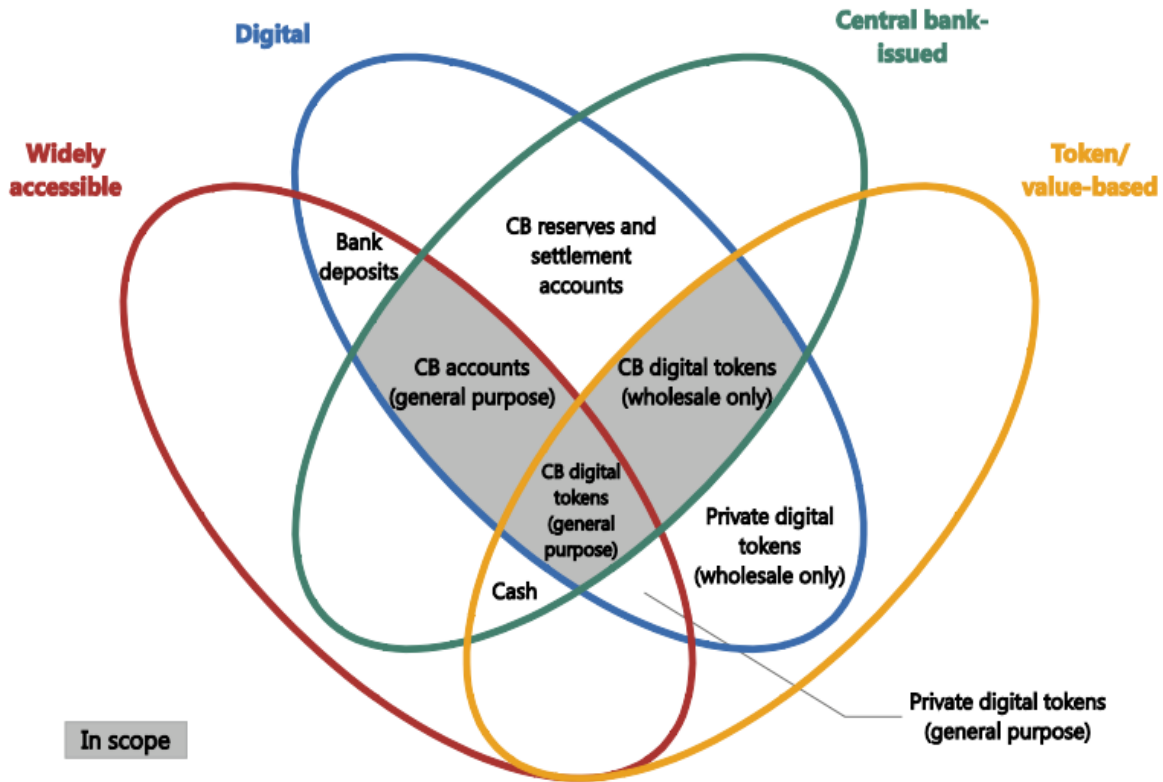 Digital
Central bank-
issued
Widely
accessible
Token/
value-based
Bank
deposits
CB reserves and
settlement
accounts
CB accounts
(general purpose)
CB digital tokens
(wholesale only)
CB digital
tokens
(general
purpose)
Private digital
tokens
(wholesale only)
Cash
Private digital tokens
(general purpose)
In scope